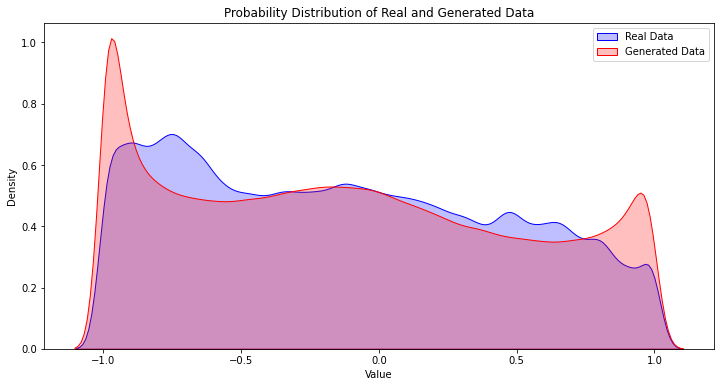 Probability Distribution of Real and Generated Data
Real Data
Generated Data
1.0
0.8
0.6
0.4
0.2
0.0
Density
−1.0
−0.5
0.0
0.5
1.0
Value